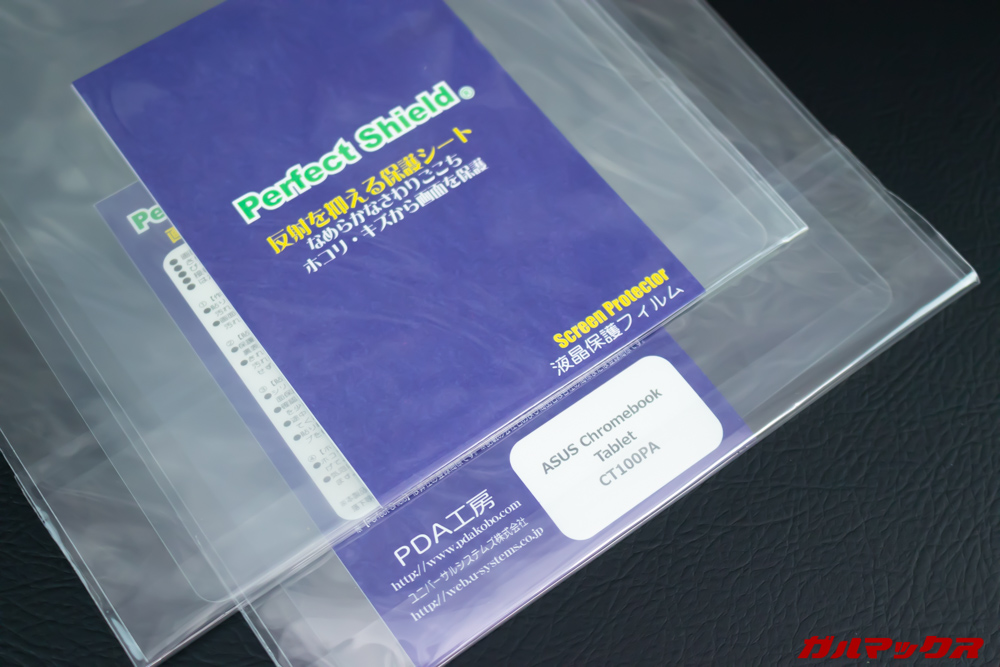 Perfect Shield®
反射を抑える保護シート
なめらかなさわりごこち
ホコリ・キズから画面を保護
Screen Protector
液晶保護フィルム
Pe
ASUS Chromebook
Tablet
CT100PA
PDA工房
http://www.pdakobo.com
ユニバーサルシステムズ株式会社
http://web.ursystems.co.jp
ガルマックス